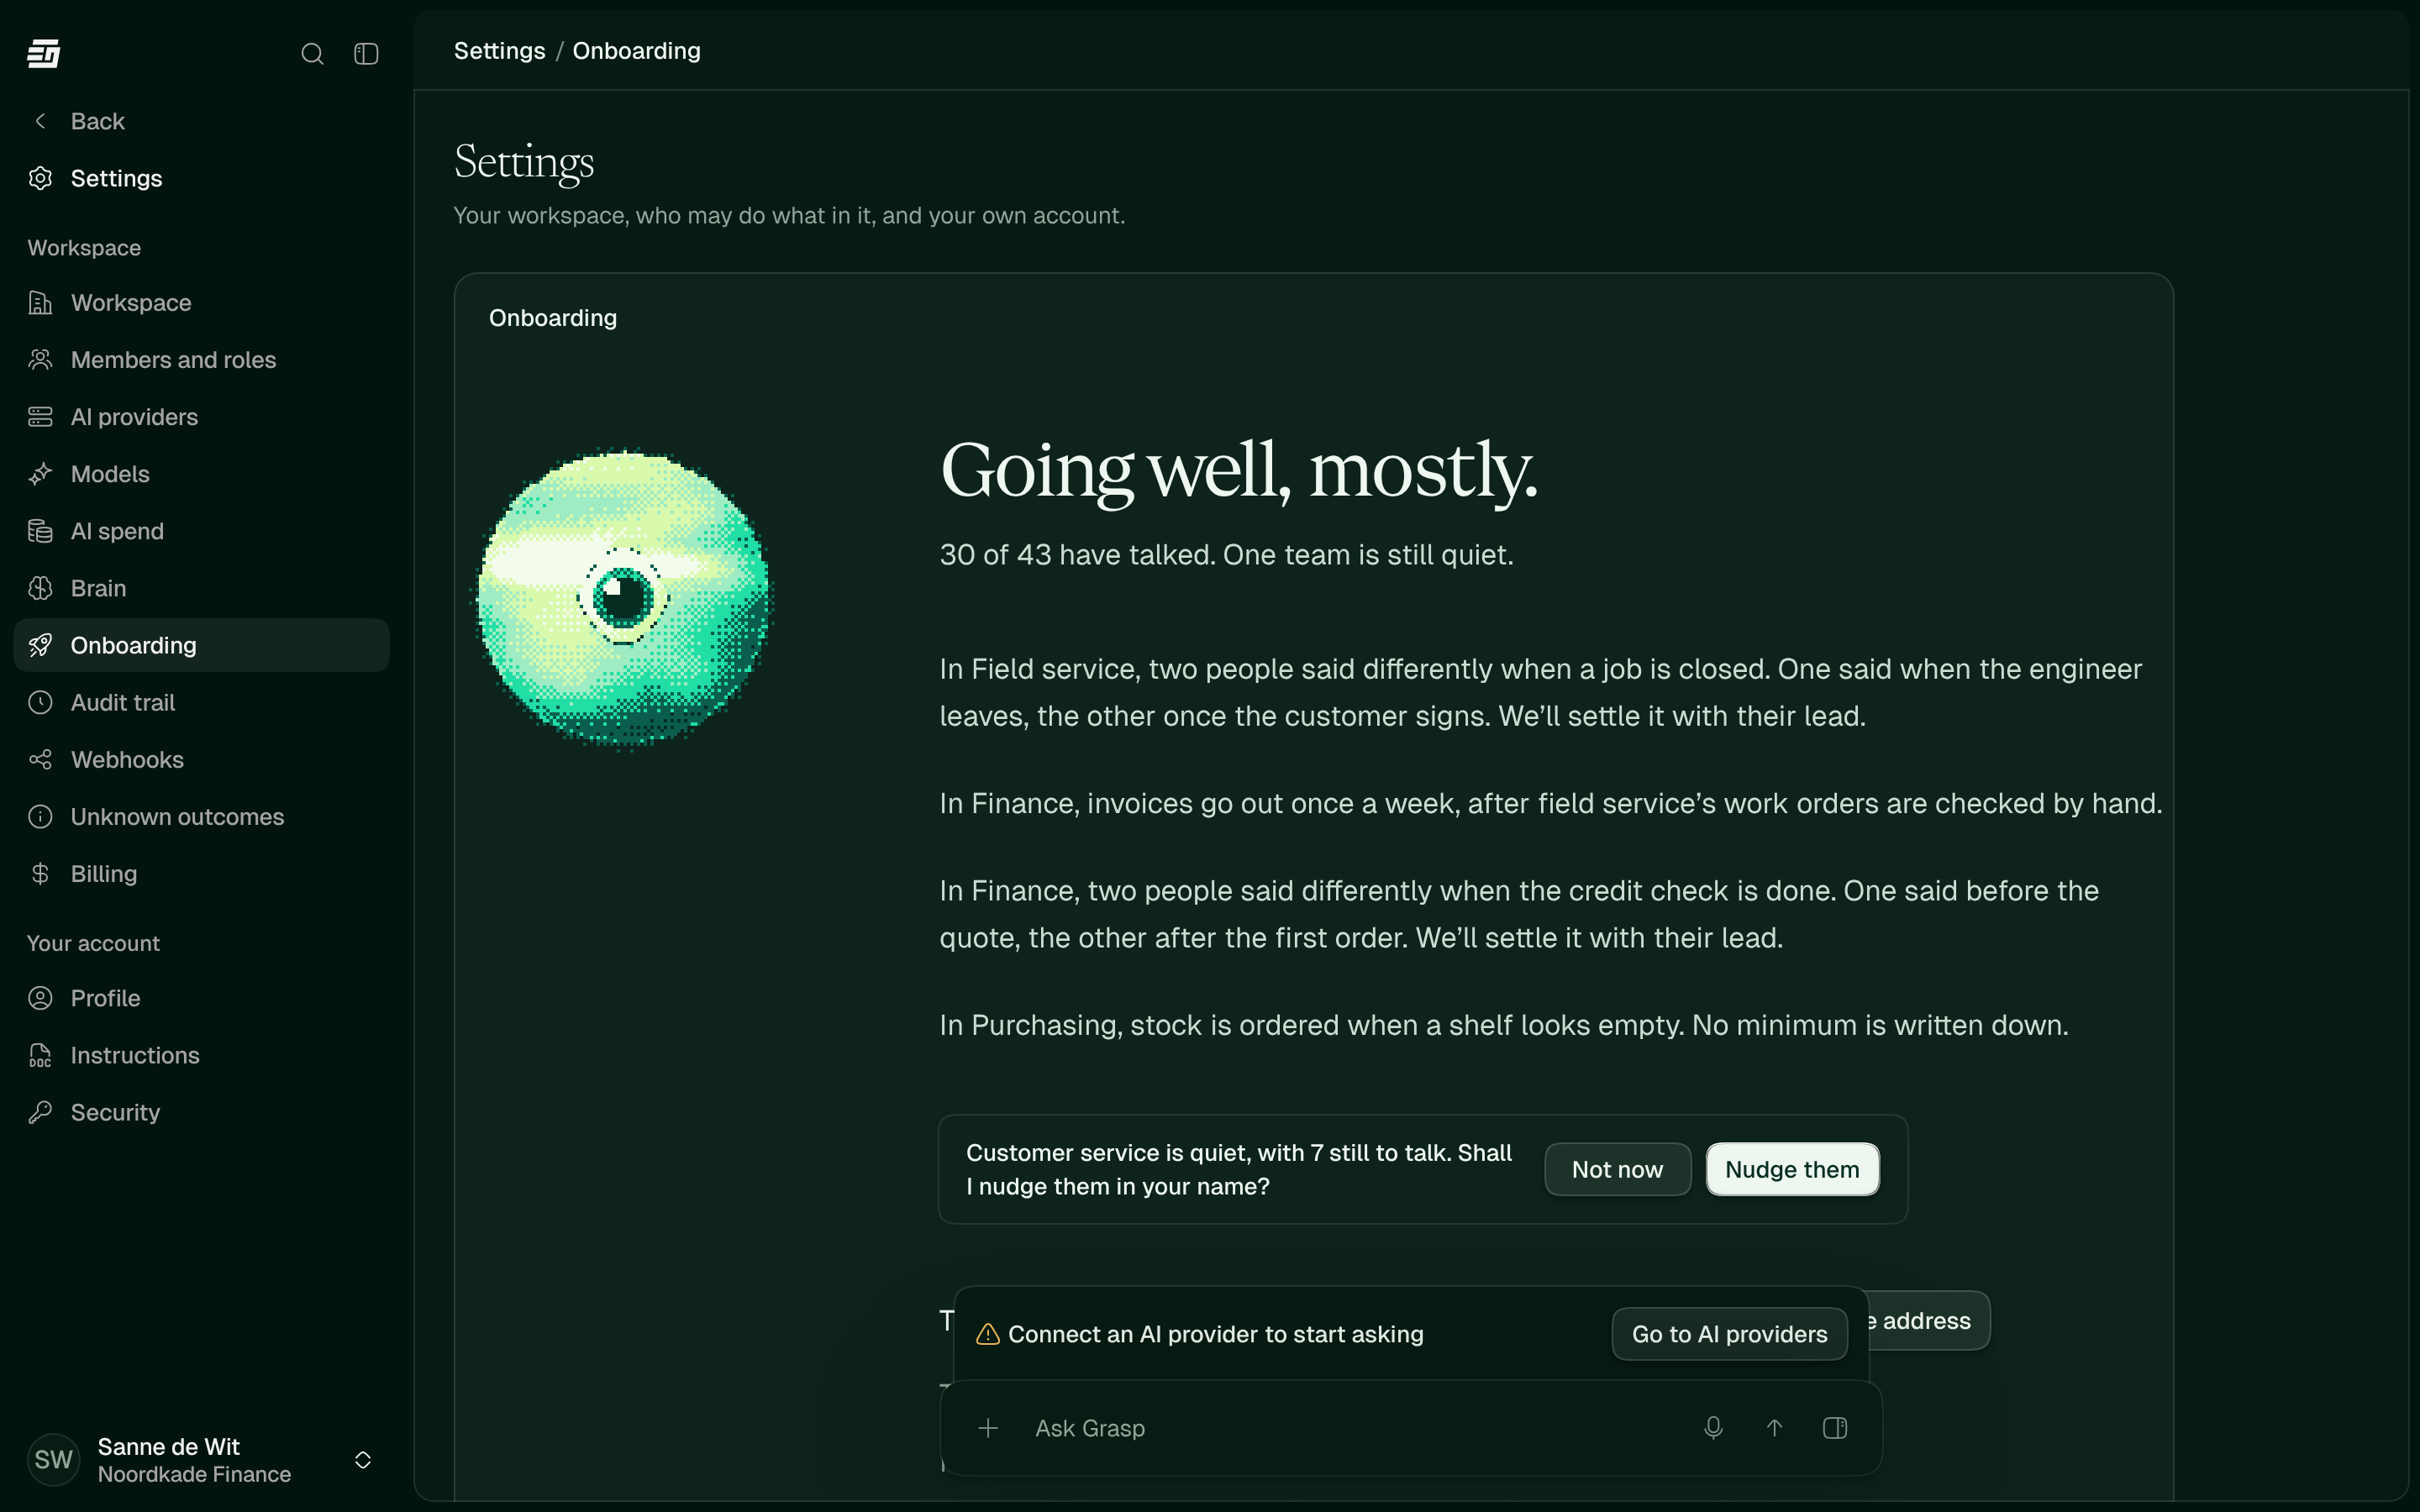 Settings / Onboarding
Back
Settings
Workspace
Workspace
Members and roles
AI providers
Models
AI spend
Brain
Onboarding
Audit trail
Webhooks
Unknown outcomes
Billing
Your account
Profile
Instructions
Security
SW
Sanne de Wit
Noordkade Finance
Settings
Your workspace, who may do what in it, and your own account.
Onboarding
Going well, mostly.
30 of 43 have talked. One team is still quiet.
In Field service, two people said differently when a job is closed. One said when the engineer
leaves, the other once the customer signs. We’ll settle it with their lead.
In Finance, invoices go out once a week, after field service’s work orders are checked by hand.
In Finance, two people said differently when the credit check is done. One said before the
quote, the other after the first order. We’ll settle it with their lead.
In Purchasing, stock is ordered when a shelf looks empty. No minimum is written down.
Customer service is quiet, with 7 still to talk. Shall
I nudge them in your name?
Not now
Nudge them
address
Connect an AI provider to start asking
Go to AI providers
Ask Grasp